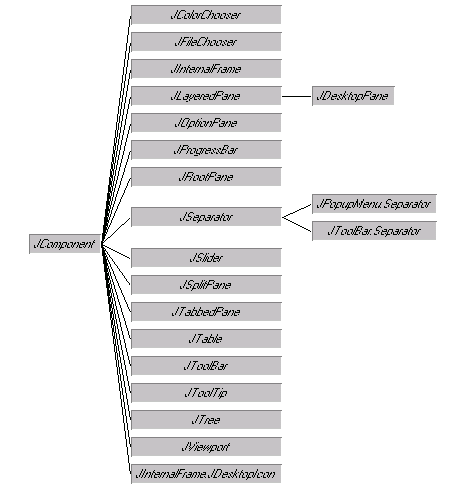 JColorChooser
JFileChooser
JInternalFrame
JLayeredPane
JDesktopPane
JOptionPane
JProgressBar
JRootPane
JSeparator
JPopupMenu.Separator
JToolBar.Separator
JComponent
JSlider
JSplitPane
JTabbedPane
JTable
JToolBar
JToolTip
JTree
JViewport
JInternalFrame.JDesktopIcon